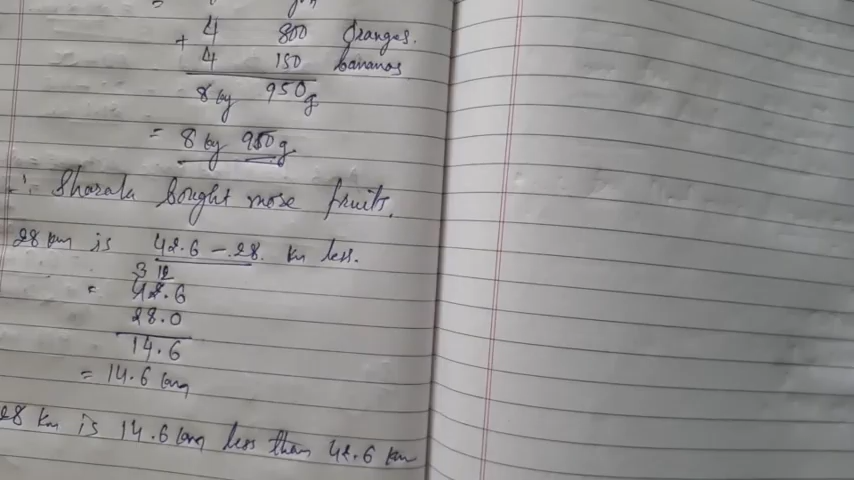 4 800 Oranges.
+ 4 150 bananas
8 kg 950 g
= 8 kg 950 g
∴ Sharala bought more fruits.
28 km is 42.6 - 28 km less.
3 12
= 42.6
28.0
14.6
= 14.6 km
28 km is 14.6 km less than 42.6 km